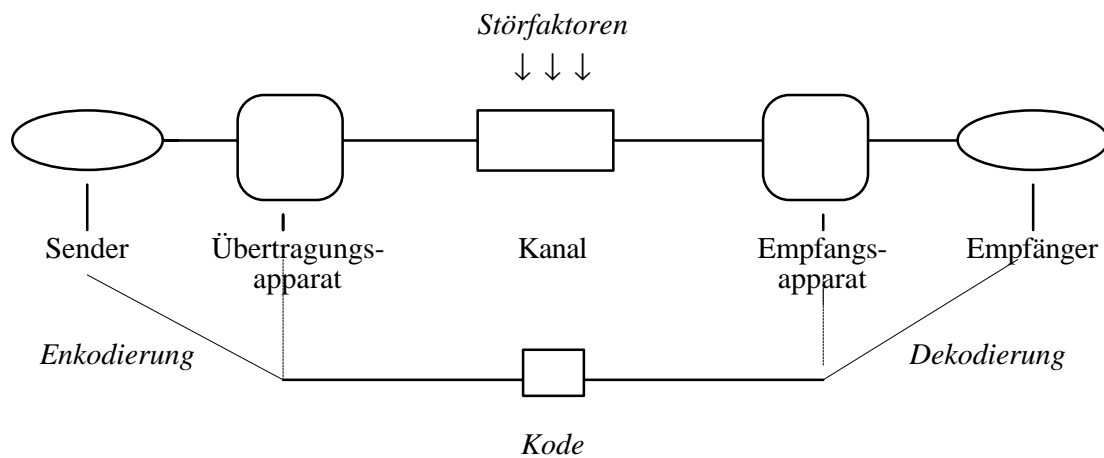 Störfaktoren
Sender
Übertragungs-
apparat
Kanal
Empfangs-
apparat
Empfänger
Enkodierung
Dekodierung
Kode